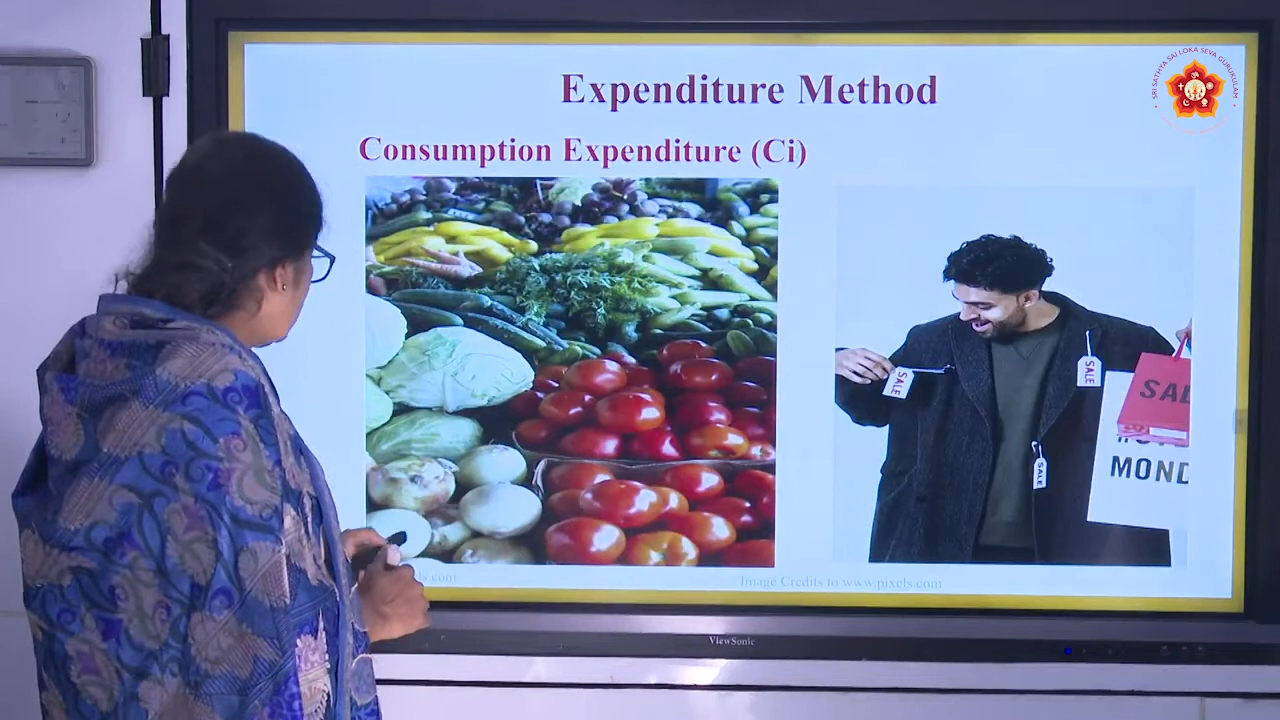 Expenditure Method
SRI SATHYA SAI LOKA SEVA GURUKULAM
Consumption Expenditure (Ci)
SALE
SALE
SALE
SAL
MOND
Image Credits to www.pixels.com
ViewSonic